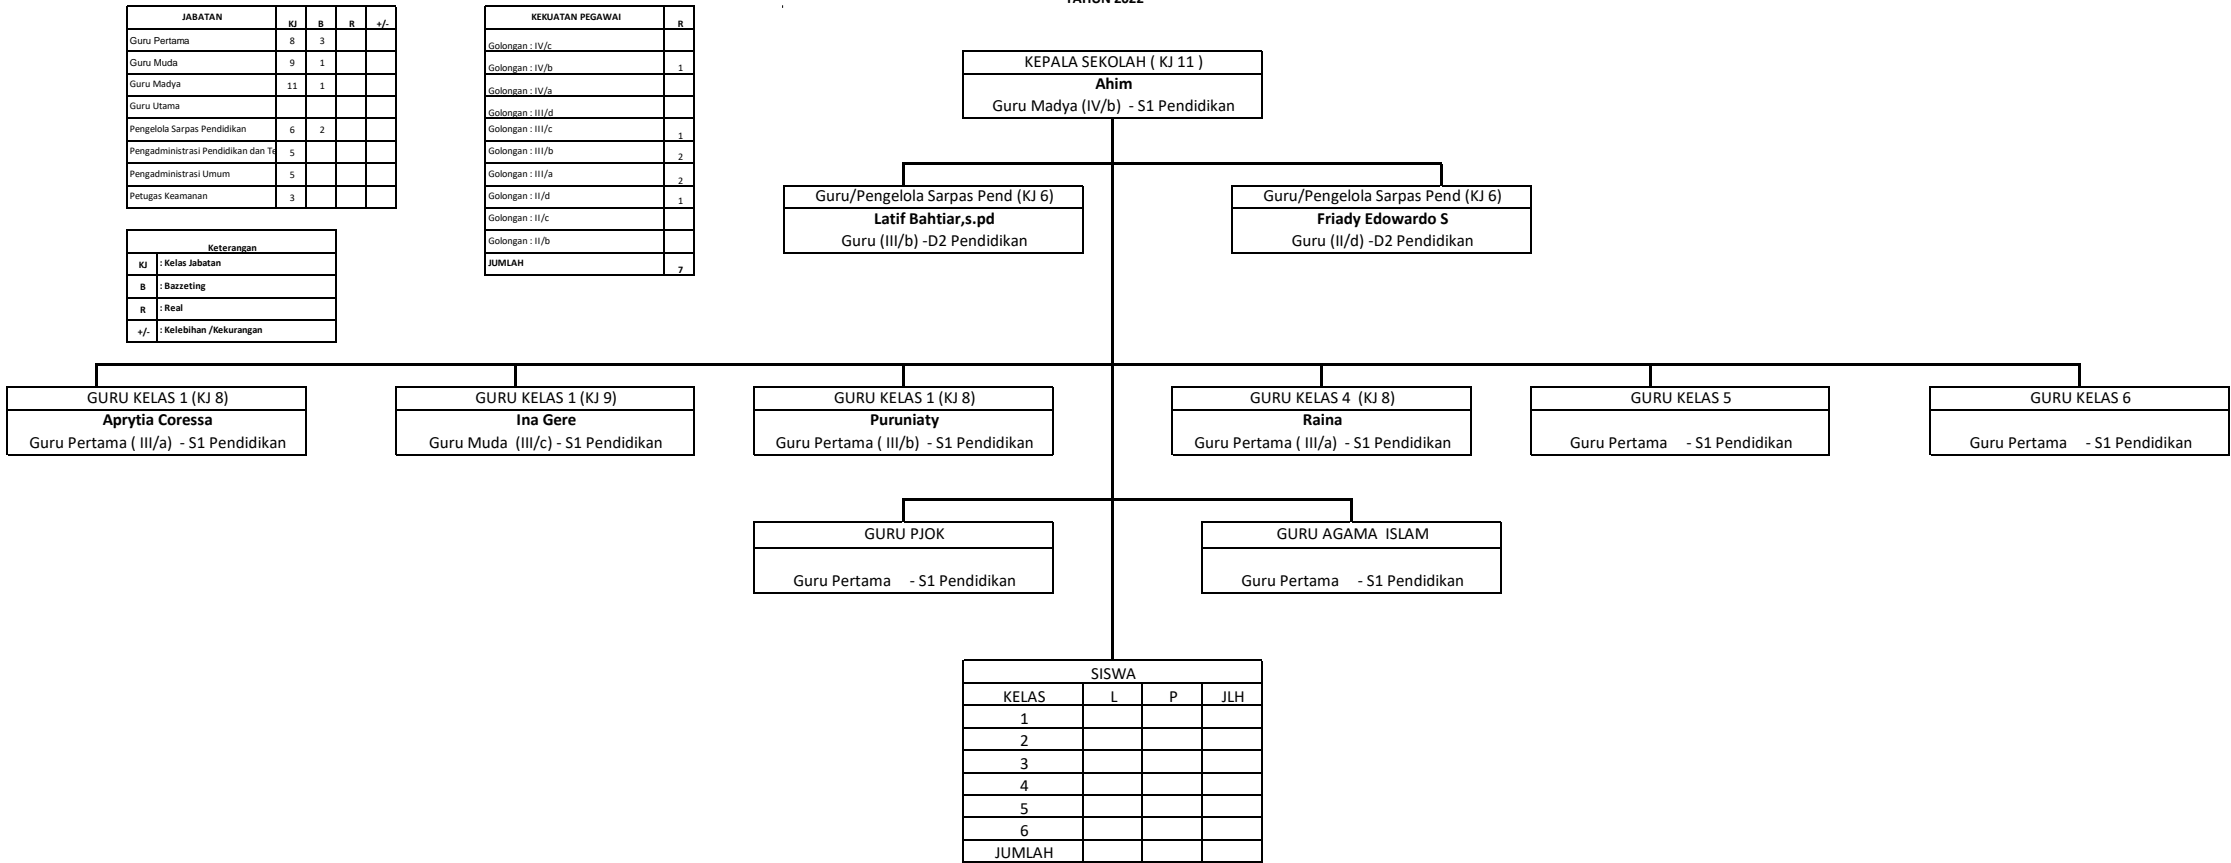 TAHUN 2022
JABATAN KJ B R +/-
Guru Pertama 8 3
Guru Muda 9 1
Guru Madya 11 1
Guru Utama
Pengelola Sarpas Pendidikan 6 2
Pengadministrasi Pendidikan dan Te 5
Pengadministrasi Umum 5
Petugas Keamanan 3
Keterangan
KJ : Kelas Jabatan
B : Bazzeting
R : Real
+/- : Kelebihan /Kekurangan
KEKUATAN PEGAWAI R
Golongan : IV/c
Golongan : IV/b 1
Golongan : IV/a
Golongan : III/d
Golongan : III/c 1
Golongan : III/b 2
Golongan : III/a 2
Golongan : II/d 1
Golongan : II/c
Golongan : II/b
JUMLAH 7
KEPALA SEKOLAH ( KJ 11 )
Ahim
Guru Madya (IV/b) - S1 Pendidikan
Guru/Pengelola Sarpas Pend (KJ 6)
Latif Bahtiar,s.pd
Guru (III/b) -D2 Pendidikan
Guru/Pengelola Sarpas Pend (KJ 6)
Friady Edowardo S
Guru (II/d) -D2 Pendidikan
GURU KELAS 1 (KJ 8)
Aprytia Coressa
Guru Pertama ( III/a) - S1 Pendidikan
GURU KELAS 1 (KJ 9)
Ina Gere
Guru Muda (III/c) - S1 Pendidikan
GURU KELAS 1 (KJ 8)
Puruniaty
Guru Pertama ( III/b) - S1 Pendidikan
GURU KELAS 4 (KJ 8)
Raina
Guru Pertama ( III/a) - S1 Pendidikan
GURU KELAS 5
Guru Pertama - S1 Pendidikan
GURU KELAS 6
Guru Pertama - S1 Pendidikan
GURU PJOK
Guru Pertama - S1 Pendidikan
GURU AGAMA ISLAM
Guru Pertama - S1 Pendidikan
SISWA
KELAS L P JLH
1
2
3
4
5
6
JUMLAH